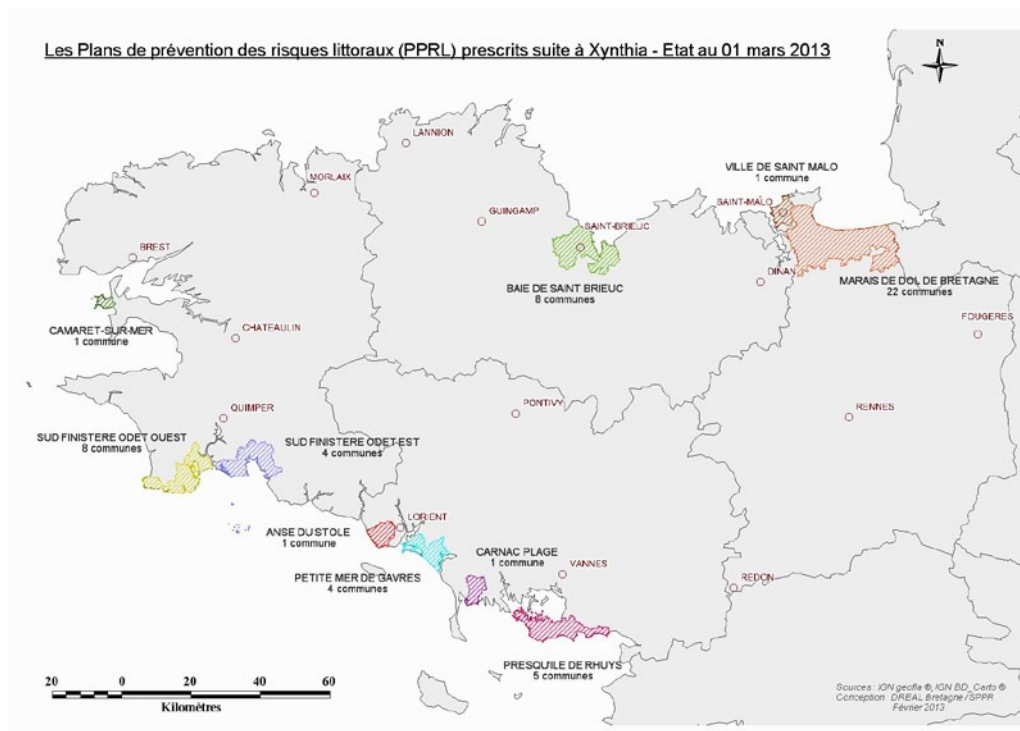 Les Plans de prévention des risques littoraux (PPRL) prescrits suite à Xynthia - Etat au 01 mars 2013
N
LANNION
VILLE DE SAINT MALO
1 commune
MORLAIX
SAINT-MALO
GUINGAMP
SAINT-BRIEUC
BREST
DINAN
MARAIS DE DOL DE BRETAGNE
22 communes
BAIE DE SAINT BRIEUC
8 communes
CAMARET-SUR-MER
1 commune
CHATEAULIN
FOUGERES
QUIMPER
PONTIVY
RENNES
SUD FINISTERE ODET OUEST
8 communes
SUD FINISTERE ODET-EST
4 communes
LORIENT
ANSE DU STOLE
1 commune
CARNAC PLAGE
1 commune
VANNES
PETITE MER DE GAVRES
4 communes
REDON
PRESQUILE DE RHUYS
5 communes
20 0 20 40 60
Kilomètres
Sources : IGN geofla ®, IGN BD_Carto ®
Conception : DREAL Bretagne / SPPR
Février 2013